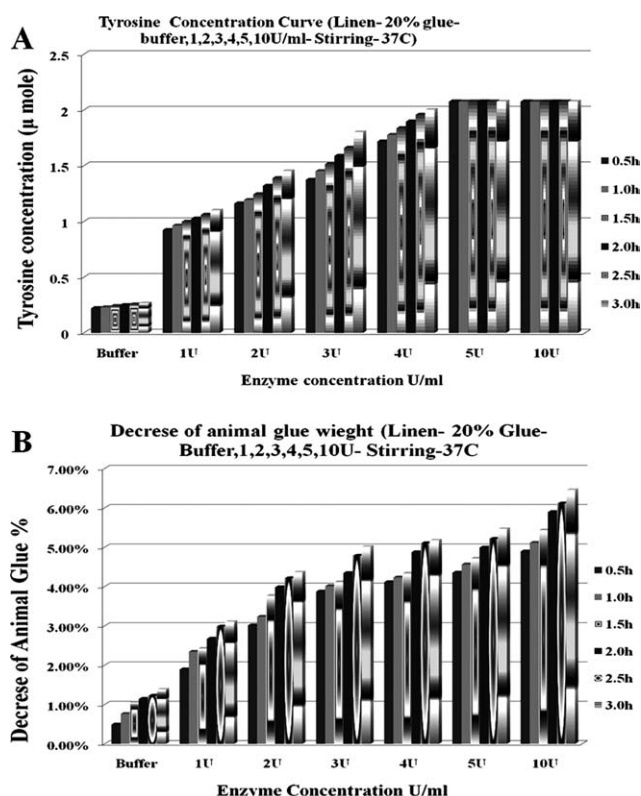 A
Tyrosine Concentration Curve (Linen- 20% glue-
buffer,1,2,3,4,5,10U/ml- Stirring- 37C)
Tyrosine concentration (µ mole)
2.5
2
1.5
1
0.5
0
Buffer 1U 2U 3U 4U 5U 10U
Enzyme concentration U/ml
0.5h
1.0h
1.5h
2.0h
2.5h
3.0h
B
Decrese of animal glue wieght (Linen- 20% Glue-
Buffer,1,2,3,4,5,10U- Stirring-37C
Decrese of Animal Glue %
7.00%
6.00%
5.00%
4.00%
3.00%
2.00%
1.00%
0.00%
Buffer 1U 2U 3U 4U 5U 10U
Enzyme Concentration U/ml
0.5h
1.0h
1.5h
2.0h
2.5h
3.0h